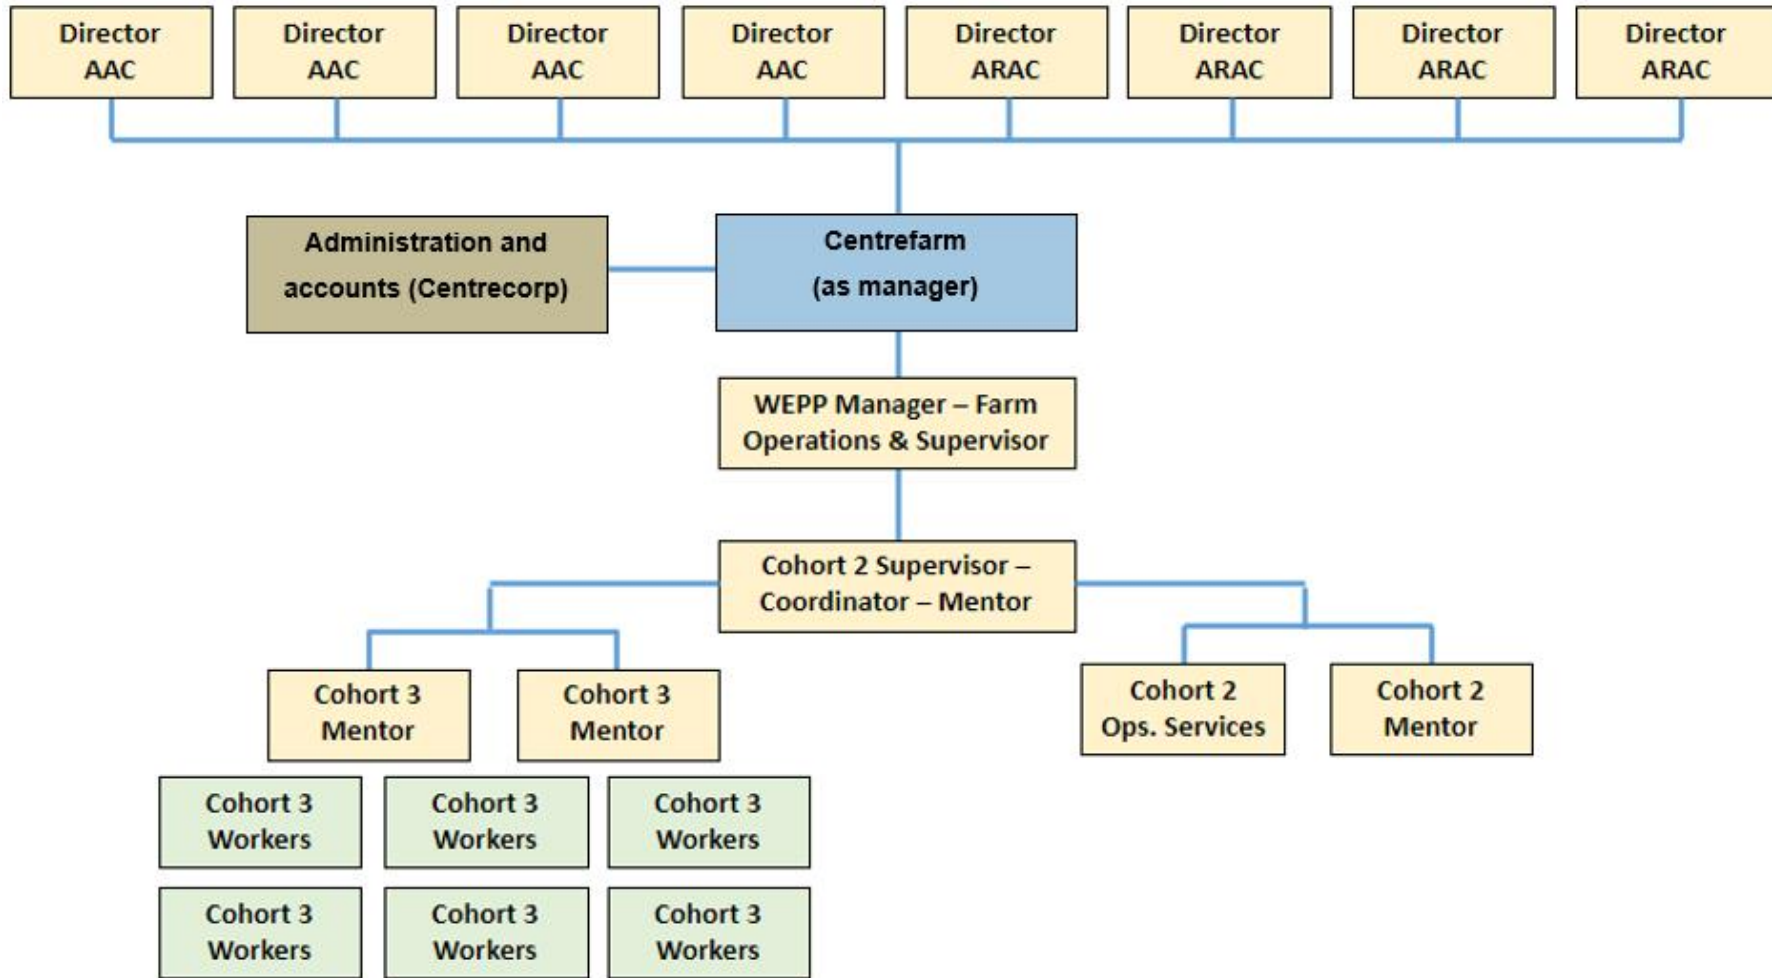 Director
AAC
Director
AAC
Director
AAC
Director
AAC
Director
ARAC
Director
ARAC
Director
ARAC
Director
ARAC
Administration and
accounts (Centrecorp)
Centrefarm
(as manager)
WEPP Manager – Farm
Operations & Supervisor
Cohort 2 Supervisor –
Coordinator – Mentor
Cohort 3
Mentor
Cohort 3
Mentor
Cohort 2
Ops. Services
Cohort 2
Mentor
Cohort 3
Workers
Cohort 3
Workers
Cohort 3
Workers
Cohort 3
Workers
Cohort 3
Workers
Cohort 3
Workers